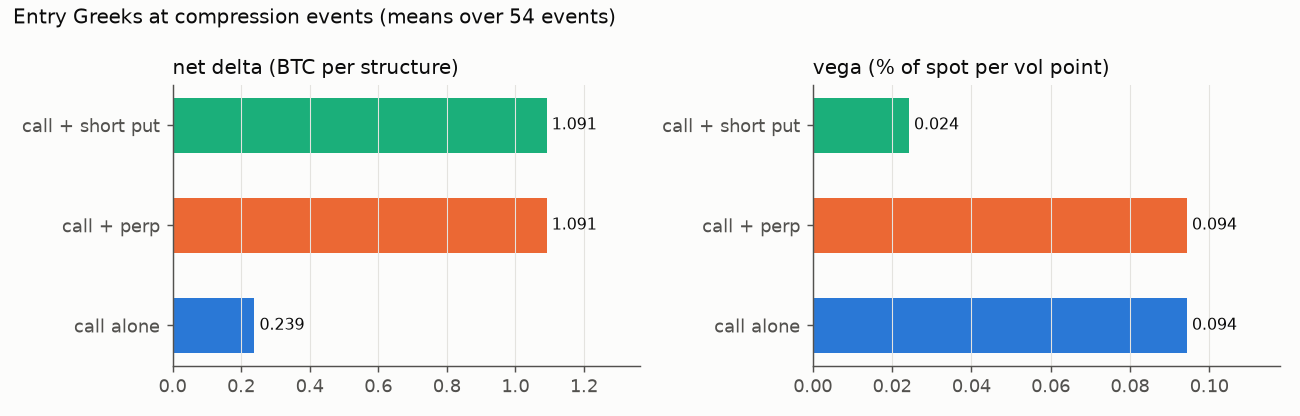 Entry Greeks at compression events (means over 54 events)
net delta (BTC per structure)
call + short put
1.091
call + perp
1.091
call alone
0.239
0.0 0.2 0.4 0.6 0.8 1.0 1.2
vega (% of spot per vol point)
call + short put
0.024
call + perp
0.094
call alone
0.094
0.00 0.02 0.04 0.06 0.08 0.10